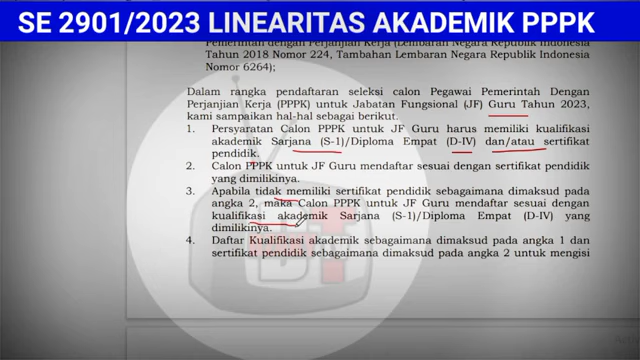 SE 2901/2023 LINEARITAS AKADEMIK PPPK
Pemerintah dengan Perjanjian Kerja (Lembaran Negara Republik Indonesia
Tahun 2018 Nomor 224, Tambahan Lembaran Negara Republik Indonesia
Nomor 6264);
Dalam rangka pendaftaran seleksi calon Pegawai Pemerintah Dengan
Perjanjian Kerja (PPPK) untuk Jabatan Fungsional (JF) Guru Tahun 2023,
kami sampaikan hal-hal sebagai berikut.
1. Persyaratan Calon PPPK untuk JF Guru harus memiliki kualifikasi
akademik Sarjana (S-1)/Diploma Empat (D-IV) dan/atau sertifikat
pendidik.
2. Calon PPPK untuk JF Guru mendaftar sesuai dengan sertifikat pendidik
yang dimilikinya.
3. Apabila tidak memiliki sertifikat pendidik sebagaimana dimaksud pada
angka 2, maka Calon PPPK untuk JF Guru mendaftar sesuai dengan
kualifikasi akademik Sarjana (S-1)/Diploma Empat (D-IV) yang
dimilikinya.
4. Daftar Kualifikasi akademik sebagaimana dimaksud pada angka 1 dan
sertifikat pendidik sebagaimana dimaksud pada angka 2 untuk mengisi